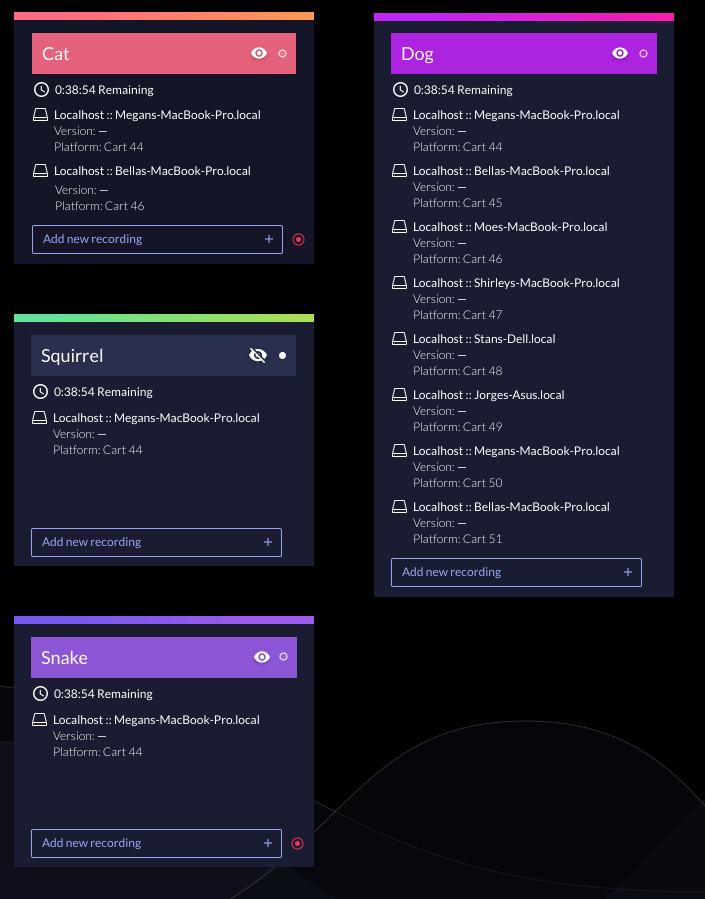 Cat
0:38:54 Remaining
Localhost :: Megans-MacBook-Pro.local
Version: —
Platform: Cart 44
Localhost :: Bellas-MacBook-Pro.local
Version: —
Platform: Cart 46
Add new recording +
Squirrel
0:38:54 Remaining
Localhost :: Megans-MacBook-Pro.local
Version: —
Platform: Cart 44
Add new recording +
Snake
0:38:54 Remaining
Localhost :: Megans-MacBook-Pro.local
Version: —
Platform: Cart 44
Add new recording +
Dog
0:38:54 Remaining
Localhost :: Megans-MacBook-Pro.local
Version: —
Platform: Cart 44
Localhost :: Bellas-MacBook-Pro.local
Version: —
Platform: Cart 45
Localhost :: Moes-MacBook-Pro.local
Version: —
Platform: Cart 46
Localhost :: Shirleys-MacBook-Pro.local
Version: —
Platform: Cart 47
Localhost :: Stans-Dell.local
Version: —
Platform: Cart 48
Localhost :: Jorges-Asus.local
Version: —
Platform: Cart 49
Localhost :: Megans-MacBook-Pro.local
Version: —
Platform: Cart 50
Localhost :: Bellas-MacBook-Pro.local
Version: —
Platform: Cart 51
Add new recording +